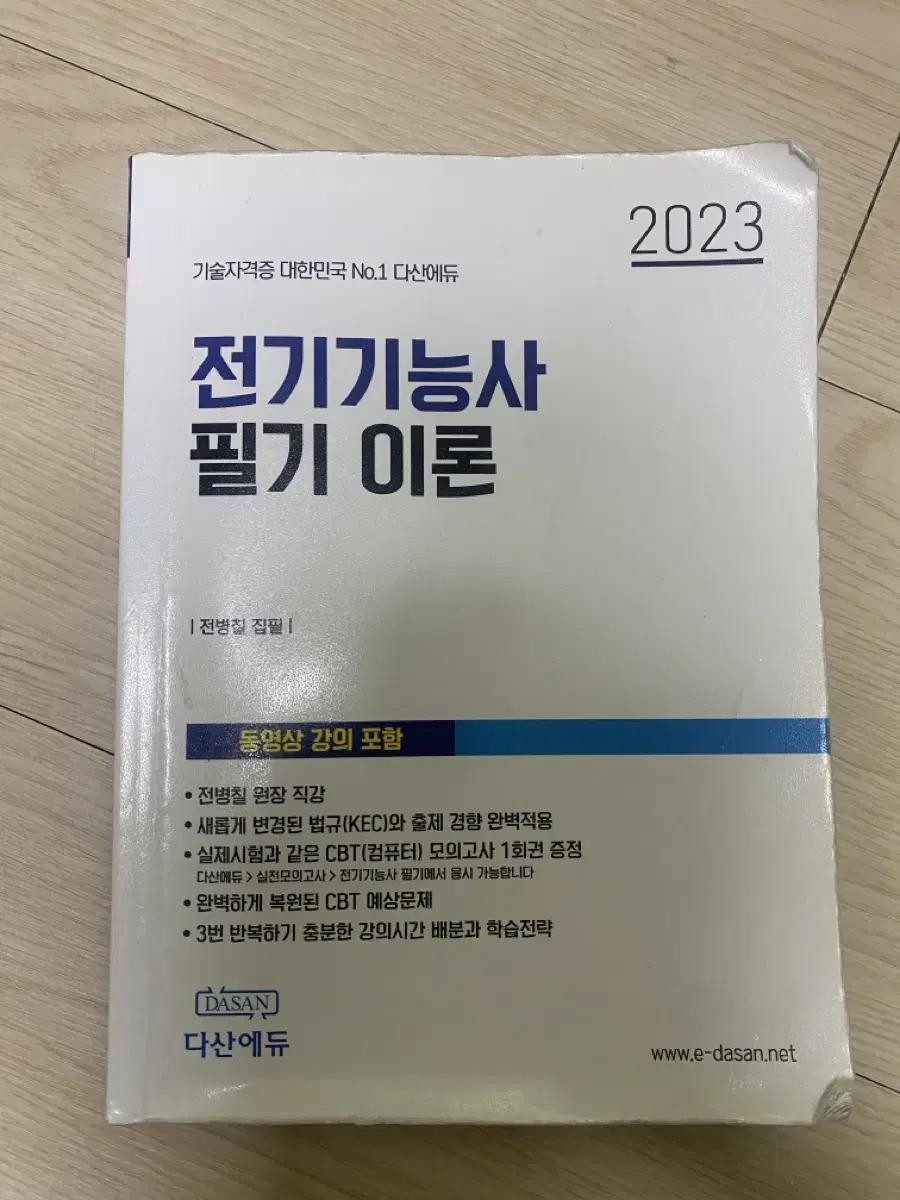 2023
기술자격증 대한민국 No.1 다산에듀
전기기능사
필기 이론
| 전병칠 집필 |
동영상 강의 포함
• 전병칠 원장 직강
• 새롭게 변경된 법규(KEC)와 출제 경향 완벽적용
• 실제시험과 같은 CBT(컴퓨터) 모의고사 1회권 증정
다산에듀 > 실전모의고사 > 전기기능사 필기에서 응시 가능합니다
• 완벽하게 복원된 CBT 예상문제
• 3번 반복하기 충분한 강의시간 배분과 학습전략
DASAN
다산에듀
www.e-dasan.net